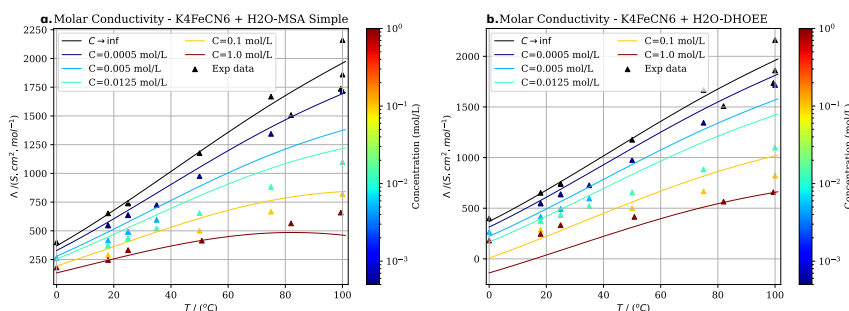 a. Molar Conductivity - K4FeCN6 + H2O-MSA Simple
C → inf
C=0.0005 mol/L
C=0.005 mol/L
C=0.0125 mol/L
C=0.1 mol/L
C=1.0 mol/L
Exp data
2250
2000
1750
1500
1250
1000
750
500
250
Λ /(S. cm². mol⁻¹)
0 20 40 60 80 100
T / (°C)
10⁰
10⁻¹
10⁻²
10⁻³
Concentration (mol/L)
b. Molar Conductivity - K4FeCN6 + H2O-DHOEE
C → inf
C=0.0005 mol/L
C=0.005 mol/L
C=0.0125 mol/L
C=0.1 mol/L
C=1.0 mol/L
Exp data
2000
1500
1000
500
0
Λ /(S. cm². mol⁻¹)
0 20 40 60 80 100
T / (°C)
10⁰
10⁻¹
10⁻²
10⁻³
Concentration (mol/L)